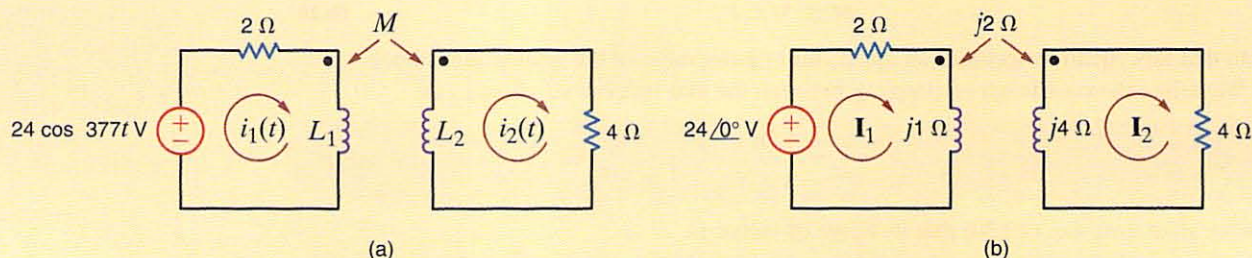 2 Ω M
24 cos 377t V + − i₁(t) L₁ L₂ i₂(t) 4 Ω
(a)
2 Ω j2 Ω
24/0° V + − I₁ j1 Ω j4 Ω I₂ 4 Ω
(b)